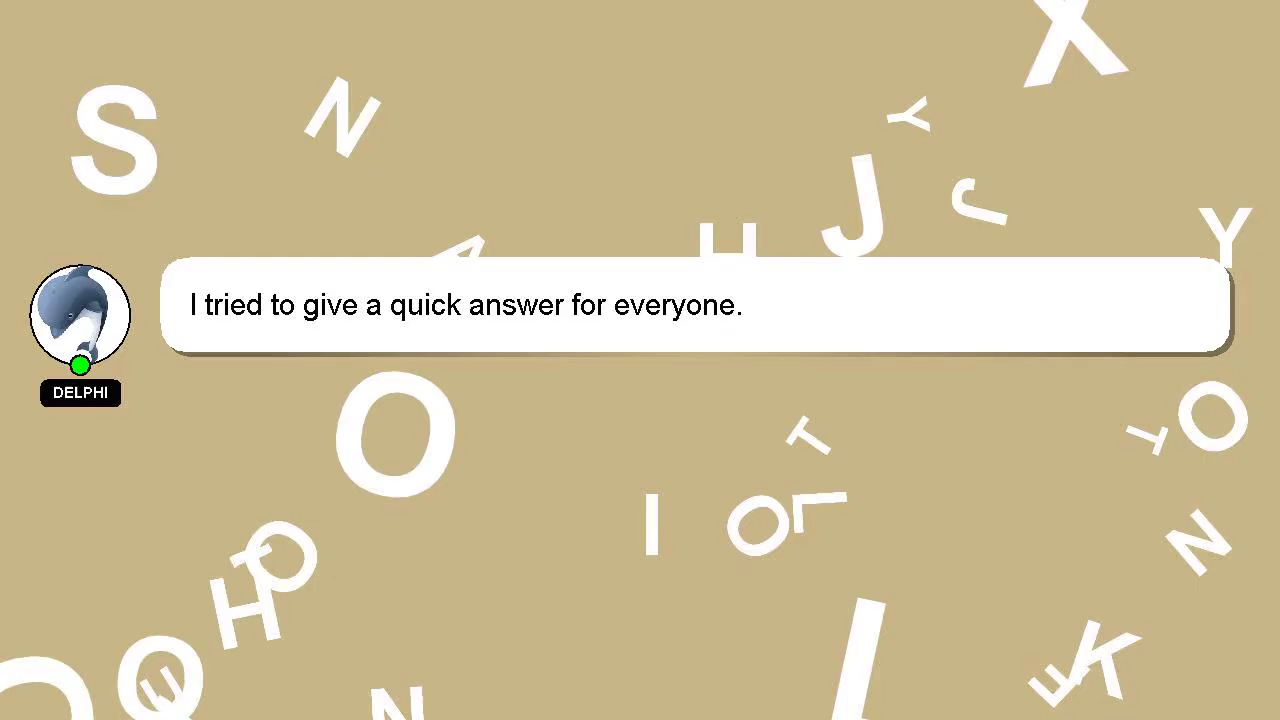 S
N
X
Y
J
J
Y
H
A
I tried to give a quick answer for everyone.
DELPHI
O
T
T
O
I
O
L
N
O
T
H
L
K
E
O
N